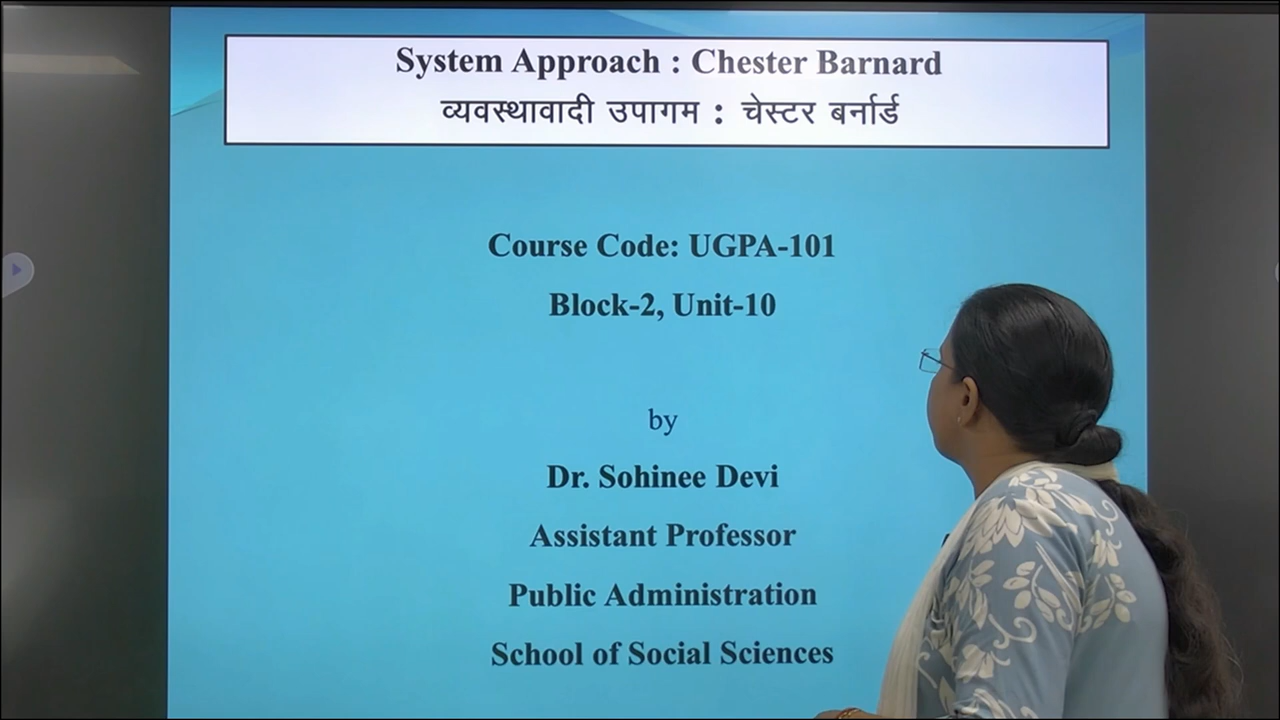 System Approach : Chester Barnard
व्यवस्थावादी उपागम : चेस्टर बर्नार्ड
Course Code: UGPA-101
Block-2, Unit-10
by
Dr. Sohinee Devi
Assistant Professor
Public Administration
School of Social Sciences